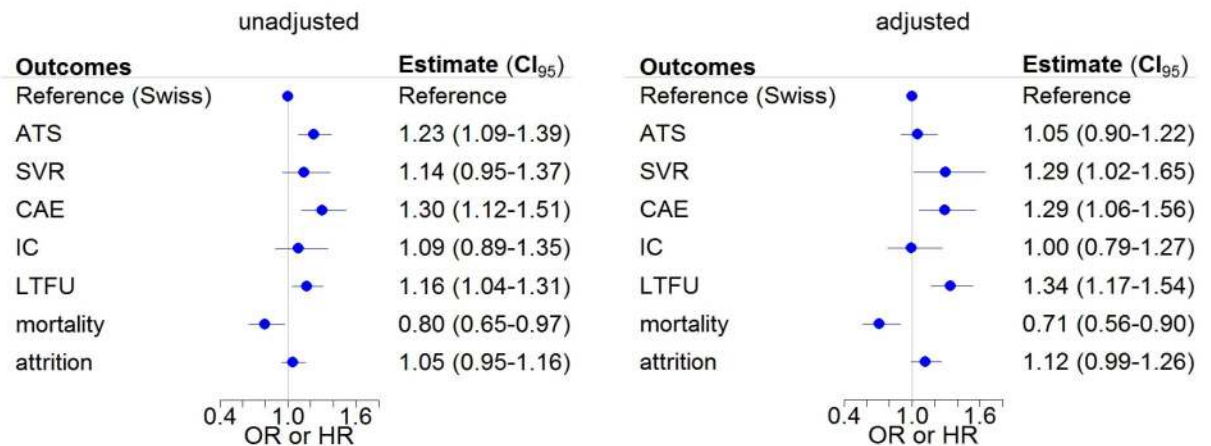 unadjusted
Outcomes Estimate (CI95)
Reference (Swiss) Reference
ATS 1.23 (1.09-1.39)
SVR 1.14 (0.95-1.37)
CAE 1.30 (1.12-1.51)
IC 1.09 (0.89-1.35)
LTFU 1.16 (1.04-1.31)
mortality 0.80 (0.65-0.97)
attrition 1.05 (0.95-1.16)
0.4 1.0 1.6
OR or HR
adjusted
Outcomes Estimate (CI95)
Reference (Swiss) Reference
ATS 1.05 (0.90-1.22)
SVR 1.29 (1.02-1.65)
CAE 1.29 (1.06-1.56)
IC 1.00 (0.79-1.27)
LTFU 1.34 (1.17-1.54)
mortality 0.71 (0.56-0.90)
attrition 1.12 (0.99-1.26)
0.4 1.0 1.6
OR or HR